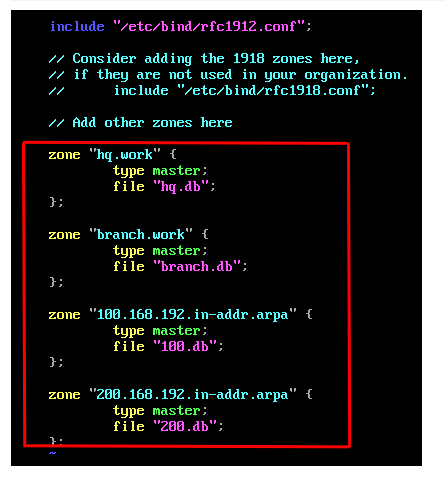 include "/etc/bind/rfc1912.conf";
// Consider adding the 1918 zones here,
// if they are not used in your organization.
//      include "/etc/bind/rfc1918.conf";
// Add other zones here
zone "hq.work" {
        type master;
        file "hq.db";
};
zone "branch.work" {
        type master;
        file "branch.db";
};
zone "100.168.192.in-addr.arpa" {
        type master;
        file "100.db";
};
zone "200.168.192.in-addr.arpa" {
        type master;
        file "200.db";
};
~